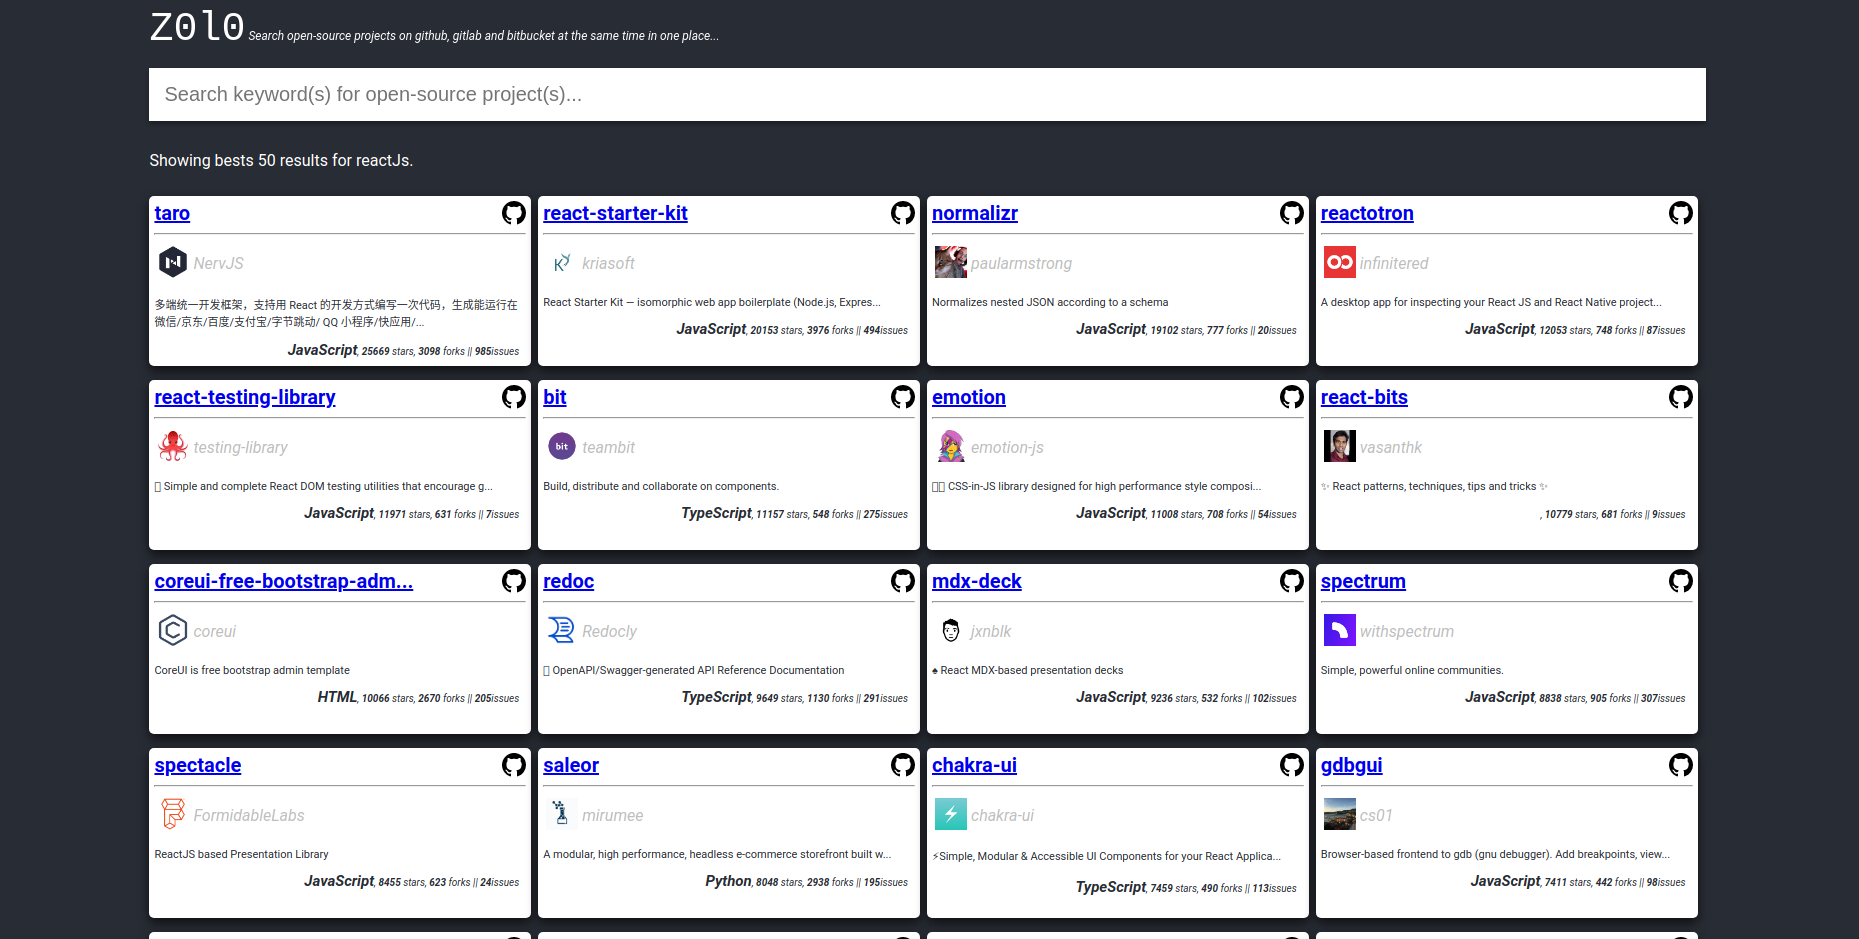 Z0l0 Search open-source projects on github, gitlab and bitbucket at the same time in one place...
Search keyword(s) for open-source project(s)...
Showing bests 50 results for reactJs.
taro
NervJS
多端统一开发框架，支持用 React 的开发方式编写一次代码，生成能运行在
微信/京东/百度/支付宝/字节跳动/ QQ 小程序/快应用/...
JavaScript, 25669 stars, 3098 forks || 985issues
react-starter-kit
kriasoft
React Starter Kit — isomorphic web app boilerplate (Node.js, Expres...
JavaScript, 20153 stars, 3976 forks || 494issues
normalizr
paularmstrong
Normalizes nested JSON according to a schema
JavaScript, 19102 stars, 777 forks || 20issues
reactotron
infinitered
A desktop app for inspecting your React JS and React Native project...
JavaScript, 12053 stars, 748 forks || 87issues
react-testing-library
testing-library
Simple and complete React DOM testing utilities that encourage g...
JavaScript, 11971 stars, 631 forks || 7issues
bit
bit
teambit
Build, distribute and collaborate on components.
TypeScript, 11157 stars, 548 forks || 275issues
emotion
emotion-js
CSS-in-JS library designed for high performance style composi...
JavaScript, 11008 stars, 708 forks || 54issues
react-bits
vasanthk
✨ React patterns, techniques, tips and tricks ✨
, 10779 stars, 681 forks || 9issues
coreui-free-bootstrap-adm...
coreui
CoreUI is free bootstrap admin template
HTML, 10066 stars, 2670 forks || 205issues
redoc
Redocly
OpenAPI/Swagger-generated API Reference Documentation
TypeScript, 9649 stars, 1130 forks || 291issues
mdx-deck
jxnblk
♠ React MDX-based presentation decks
JavaScript, 9236 stars, 532 forks || 102issues
spectrum
withspectrum
Simple, powerful online communities.
JavaScript, 8838 stars, 905 forks || 307issues
spectacle
FormidableLabs
ReactJS based Presentation Library
JavaScript, 8455 stars, 623 forks || 24issues
saleor
mirumee
A modular, high performance, headless e-commerce storefront built w...
Python, 8048 stars, 2938 forks || 195issues
chakra-ui
chakra-ui
⚡Simple, Modular & Accessible UI Components for your React Applica...
TypeScript, 7459 stars, 490 forks || 113issues
gdbgui
cs01
Browser-based frontend to gdb (gnu debugger). Add breakpoints, view...
JavaScript, 7411 stars, 442 forks || 98issues